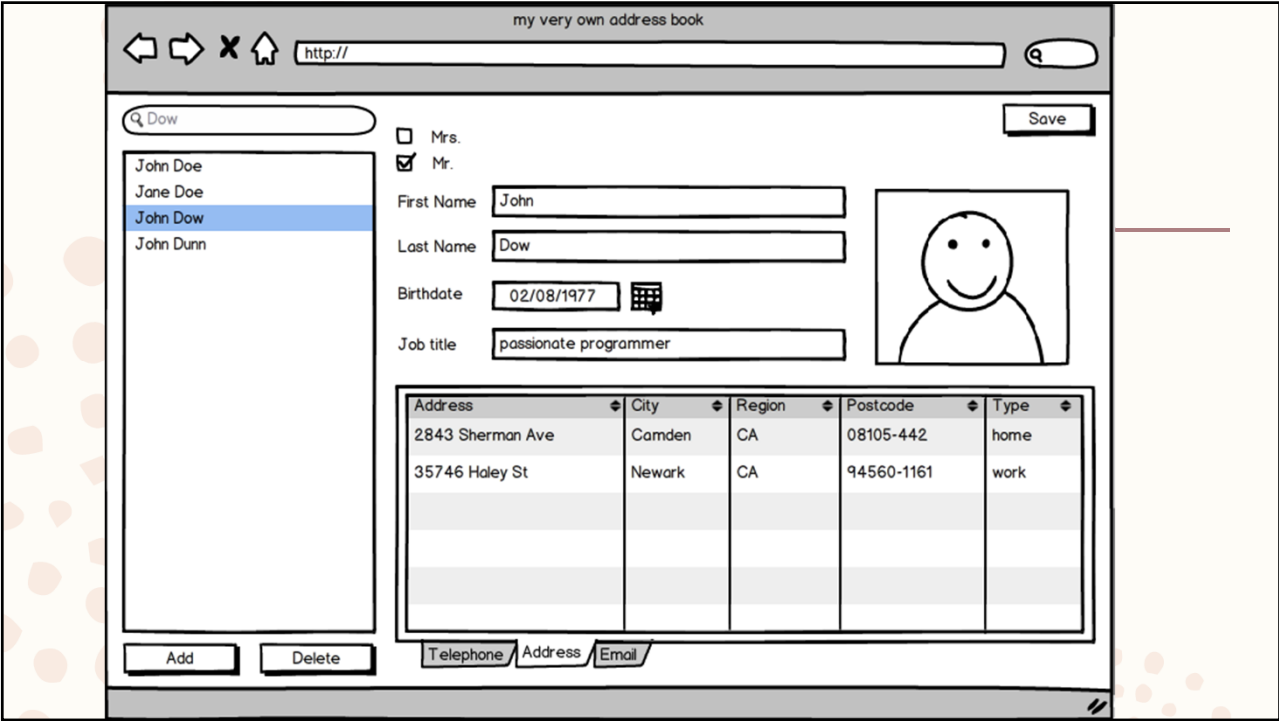 my very own address book
http://
Dow
John Doe
Jane Doe
John Dow
John Dunn
Add
Delete
Mrs.
Mr.
Save
First Name John
Last Name Dow
Birthdate 02/08/1977
Job title passionate programmer
Address City Region Postcode Type
2843 Sherman Ave Camden CA 08105-442 home
35746 Haley St Newark CA 94560-1161 work
Telephone Address Email